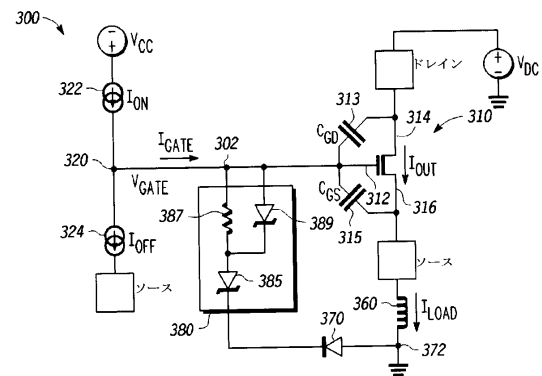 300
V_CC
322
I_ON
320
I_GATE
302
V_GATE
324
I_OFF
ソース
387
389
385
380
370
372
313
C_GD
314
310
312
I_OUT
C_GS
315
316
ドレイン
V_DC
ソース
360
I_LOAD